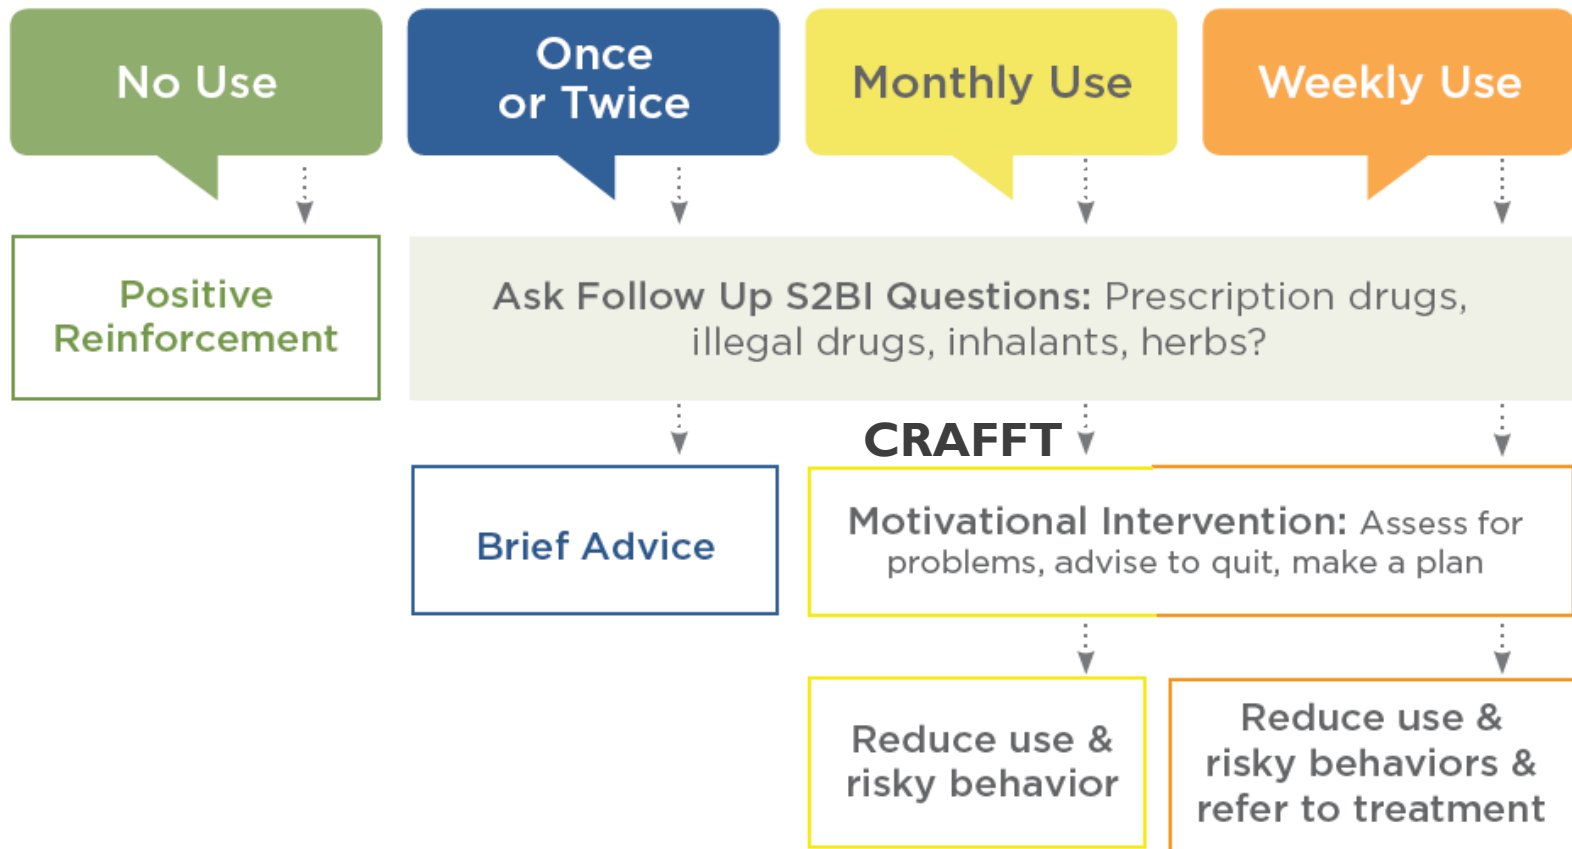 No Use
Once
or Twice
Monthly Use
Weekly Use
Positive
Reinforcement
Ask Follow Up S2BI Questions: Prescription drugs,
illegal drugs, inhalants, herbs?
CRAFFT
Brief Advice
Motivational Intervention: Assess for
problems, advise to quit, make a plan
Reduce use &
risky behavior
Reduce use &
risky behaviors &
refer to treatment